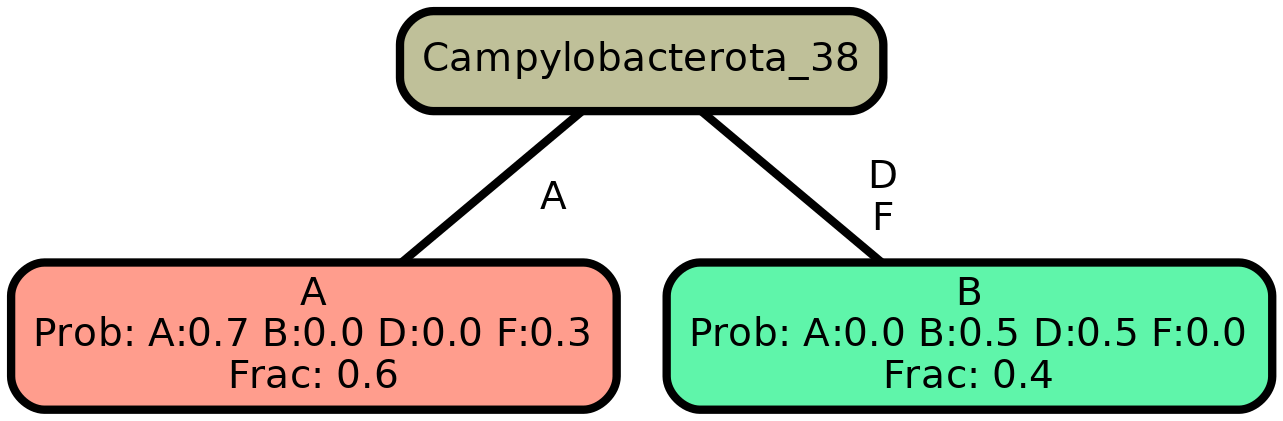 Campylobacterota_38
A
D
F
A
Prob: A:0.7 B:0.0 D:0.0 F:0.3
Frac: 0.6
B
Prob: A:0.0 B:0.5 D:0.5 F:0.0
Frac: 0.4